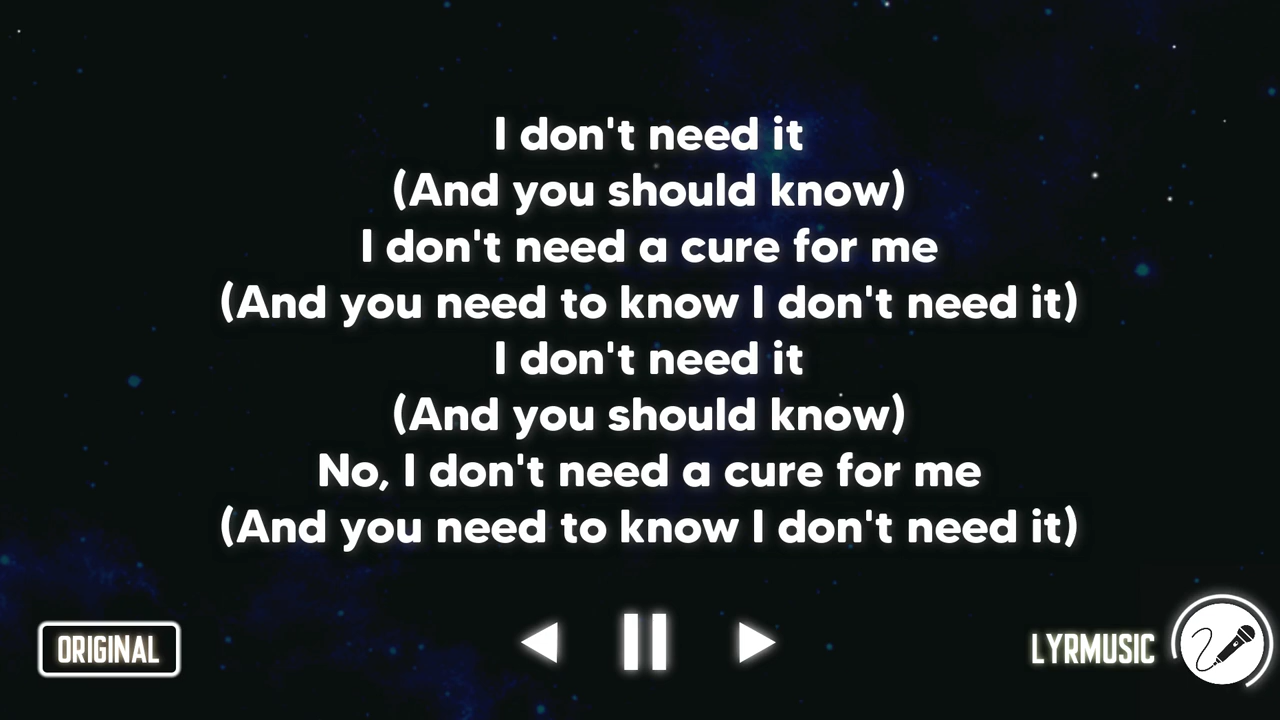 I don't need it
(And you should know)
I don't need a cure for me
(And you need to know I don't need it)
I don't need it
(And you should know)
No, I don't need a cure for me
(And you need to know I don't need it)
ORIGINAL
LYRMUSIC